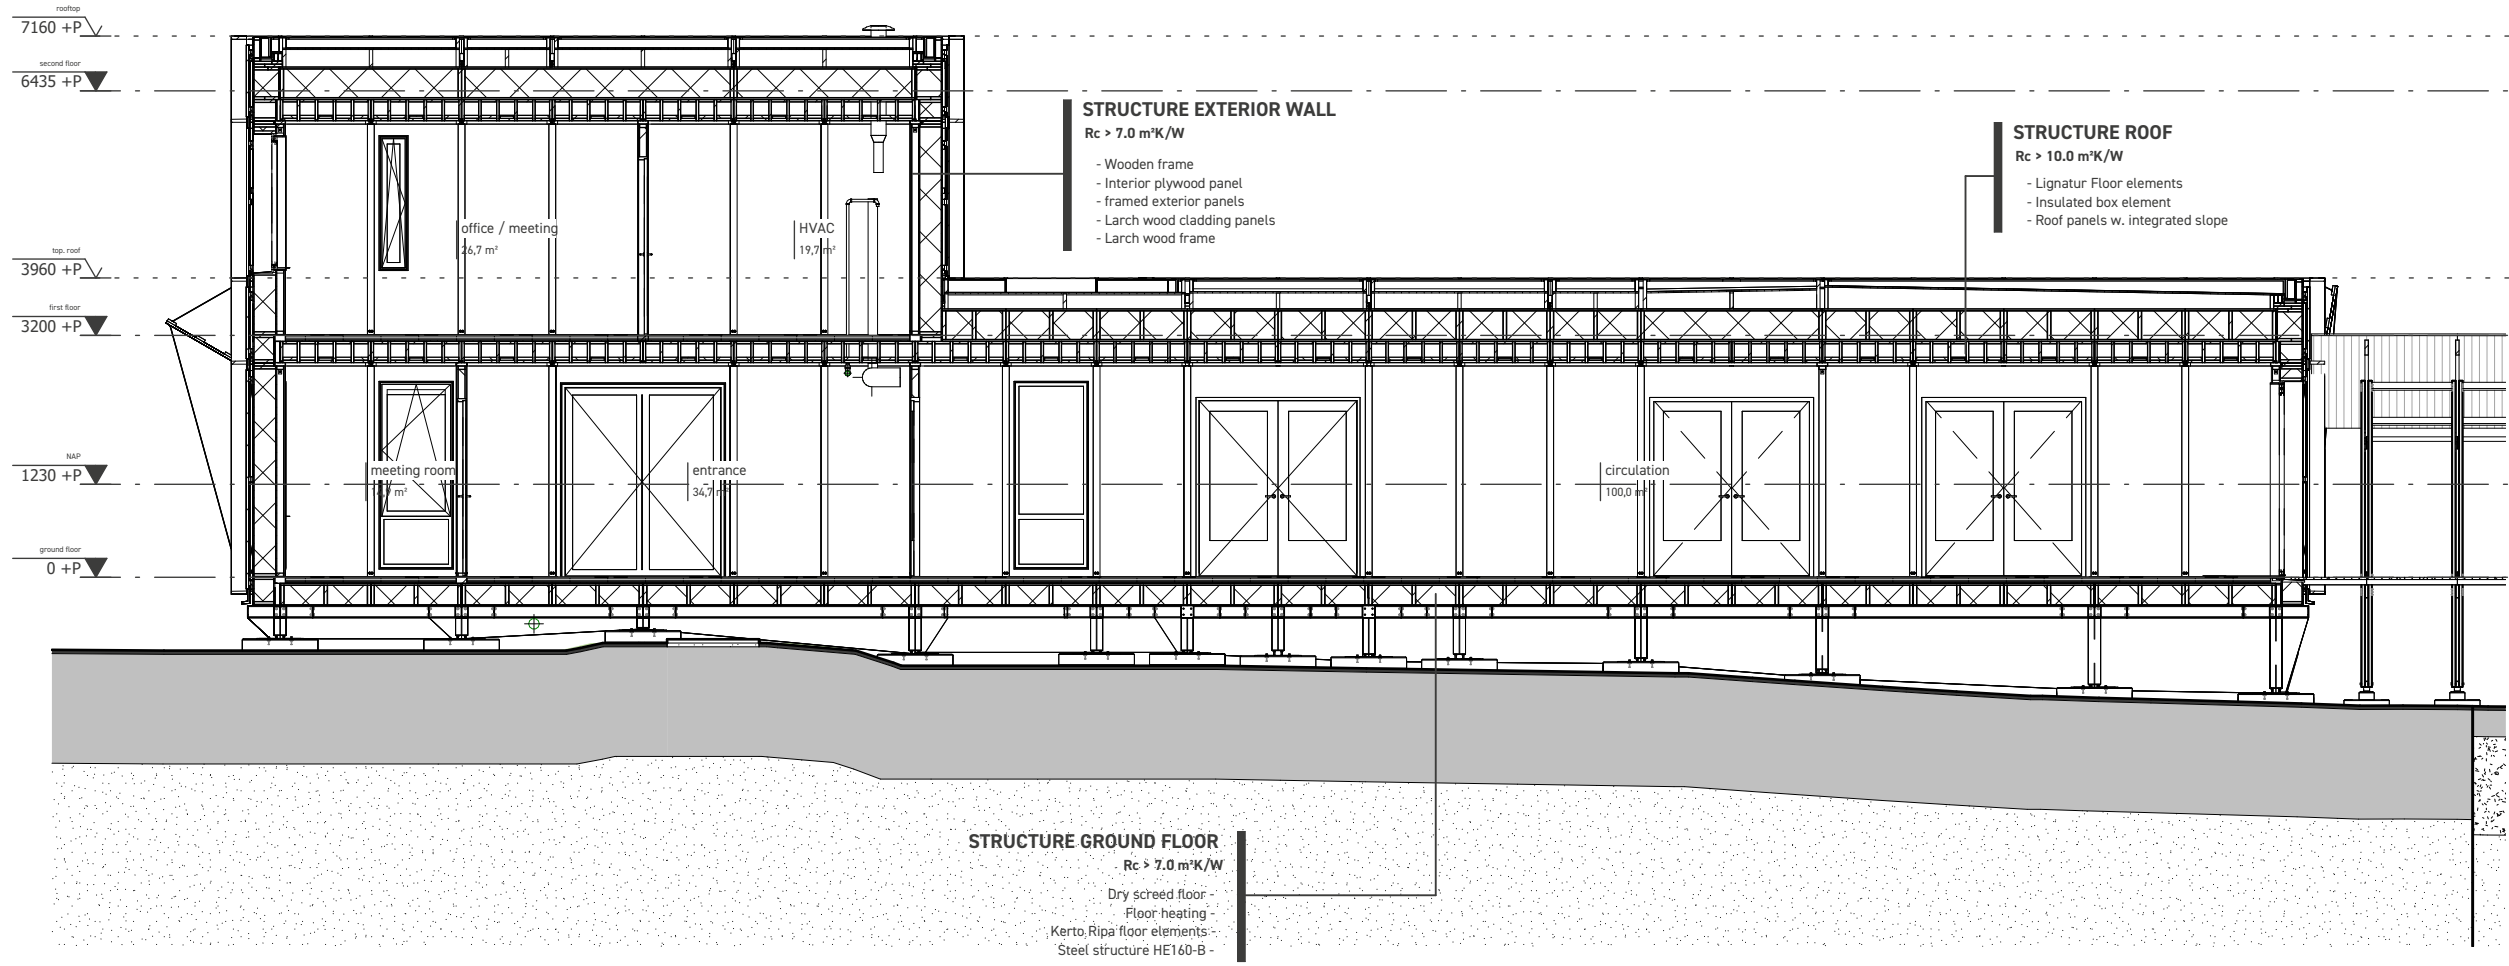 rooftop
7160 +P
second floor
6435 +P
top. roof
3960 +P
first floor
3200 +P
NAP
1230 +P
ground floor
0 +P
STRUCTURE EXTERIOR WALL
Rc > 7.0 m²K/W
- Wooden frame
- Interior plywood panel
- framed exterior panels
- Larch wood cladding panels
- Larch wood frame
STRUCTURE ROOF
Rc > 10.0 m²K/W
- Lignatur Floor elements
- Insulated box element
- Roof panels w. integrated slope
office / meeting
26,7 m²
HVAC
19,7 m²
meeting room
m²
entrance
34,7 m²
circulation
100,0 m²
STRUCTURE GROUND FLOOR
Rc > 7.0 m²K/W
Dry screed floor -
Floor heating -
Kerto Ripa floor elements -
Steel structure HE160-B -